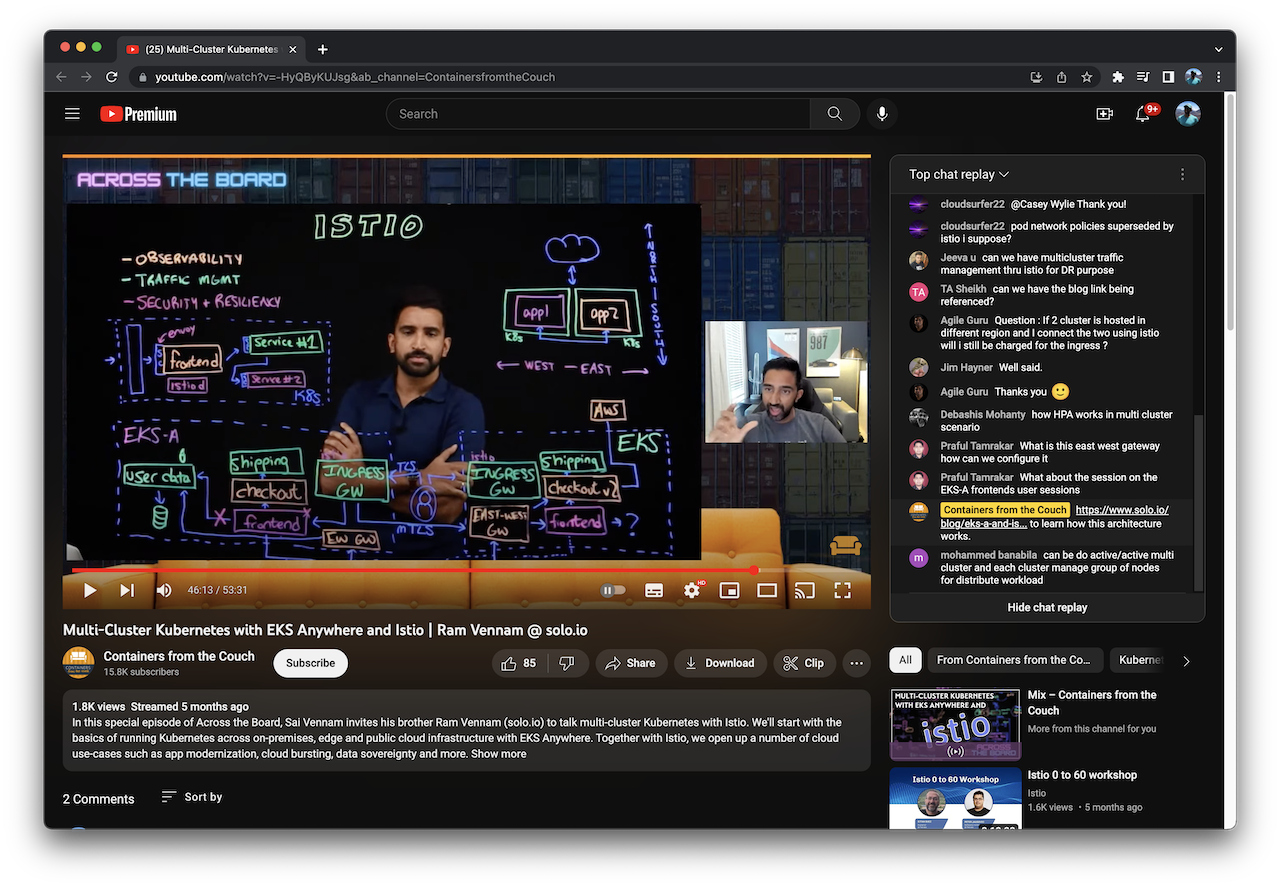 (25) Multi-Cluster Kubernetes
youtube.com/watch?v=-HyQByKUJsg&ab_channel=ContainersfromtheCouch
Premium
Search
9+
ACROSS THE BOARD
ISTIO
- OBSERVABILITY
- TRAFFIC MGMT
- SECURITY + RESILIENCY
envoy
frontend
istiod
Service #1
Service #2
K8s
app1
app2
K8s
K8s
NORTH / SOUTH
WEST - EAST
987
AWS
EKS-A
user data
shipping
checkout
frontend
INGRESS GW
EW GW
TLS
mTLS
istio
INGRESS GW
EAST-WEST GW
EKS
shipping
checkout v2
frontend
?
46:13 / 53:31
HD
Top chat replay
cloudsurfer22 @Casey Wylie Thank you!
cloudsurfer22 pod network policies superseded by
istio i suppose?
Jeeva u can we have multicluster traffic
management thru istio for DR purpose
TA
TA Sheikh can we have the blog link being
referenced?
Agile Guru Question : If 2 cluster is hosted in
different region and I connect the two using istio
will i still be charged for the ingress ?
Jim Hayner Well said.
Agile Guru Thanks you 🙂
Debashis Mohanty how HPA works in multi cluster
scenario
Praful Tamrakar What is this east west gateway
how can we configure it
Praful Tamrakar What about the session on the
EKS-A frontends user sessions
Containers from the Couch https://www.solo.io/
blog/eks-a-and-is... to learn how this architecture
works.
m
mohammed banabila can be do active/active multi
cluster and each cluster manage group of nodes
for distribute workload
Hide chat replay
Multi-Cluster Kubernetes with EKS Anywhere and Istio | Ram Vennam @ solo.io
Containers from the Couch
15.8K subscribers
Subscribe
85
Share
Download
Clip
1.8K views Streamed 5 months ago
In this special episode of Across the Board, Sai Vennam invites his brother Ram Vennam (solo.io) to talk multi-cluster Kubernetes with Istio. We'll start with the
basics of running Kubernetes across on-premises, edge and public cloud infrastructure with EKS Anywhere. Together with Istio, we open up a number of cloud
use-cases such as app modernization, cloud bursting, data sovereignty and more. Show more
2 Comments
Sort by
All
From Containers from the Co...
Kubernet
MULTI-CLUSTER KUBERNETES
WITH EKS ANYWHERE AND
istio
ACROSS THE BOARD
Mix – Containers from the
Couch
More from this channel for you
Istio 0 to 60 Workshop
Istio 0 to 60 workshop
Istio
1.6K views • 5 months ago